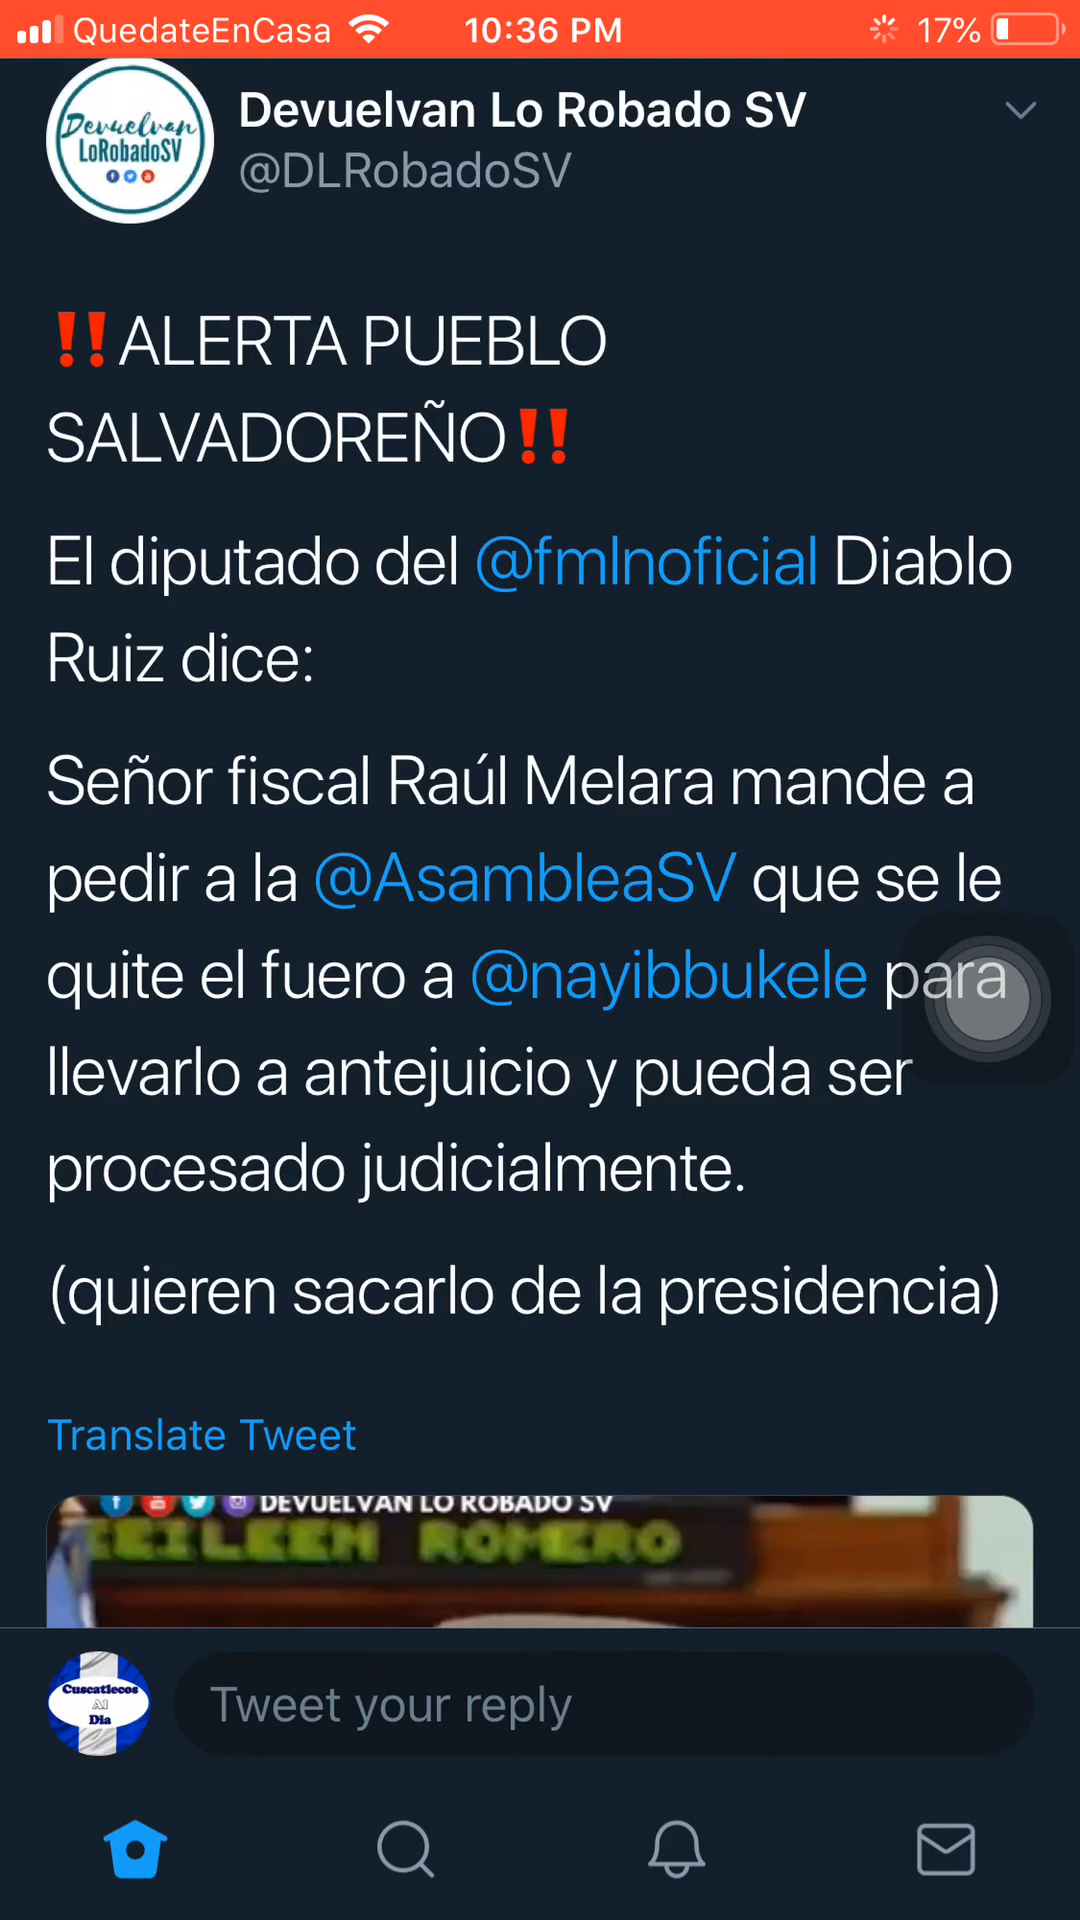 QuedateEnCasa 10:36 PM 17%
Devuelvan
LoRobadoSV
Devuelvan Lo Robado SV
@DLRobadoSV
‼️ALERTA PUEBLO
SALVADOREÑO‼️
El diputado del @fmlnoficial Diablo
Ruiz dice:
Señor fiscal Raúl Melara mande a
pedir a la @AsambleaSV que se le
quite el fuero a @nayibbukele para
llevarlo a antejuicio y pueda ser
procesado judicialmente.
(quieren sacarlo de la presidencia)
Translate Tweet
DEVUELVAN LO ROBADO SV
EILEEN ROMERO
Cuscatlecos
Al
Dia
Tweet your reply